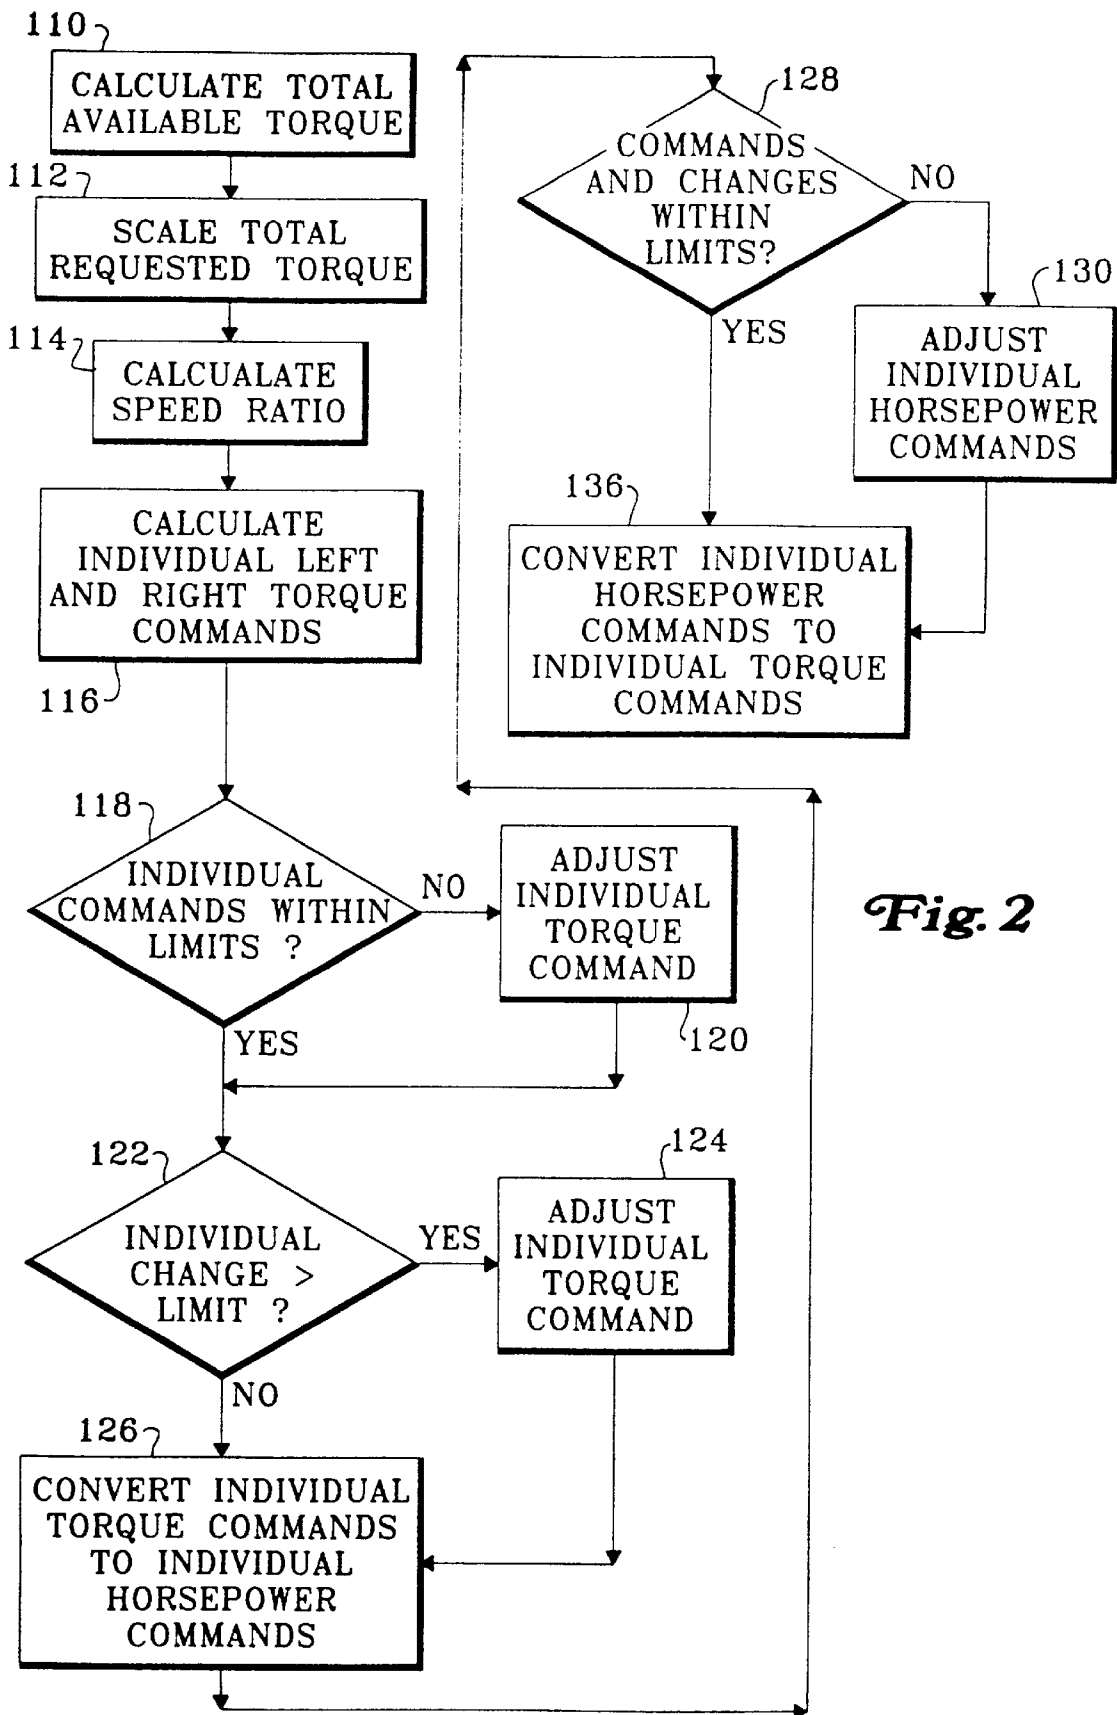 110
CALCULATE TOTAL
AVAILABLE TORQUE
112
SCALE TOTAL
REQUESTED TORQUE
114
CALCUALATE
SPEED RATIO
CALCULATE
INDIVIDUAL LEFT
AND RIGHT TORQUE
COMMANDS
116
118
INDIVIDUAL
COMMANDS WITHIN
LIMITS ?
NO
YES
ADJUST
INDIVIDUAL
TORQUE
COMMAND
120
122
INDIVIDUAL
CHANGE >
LIMIT ?
YES
NO
124
ADJUST
INDIVIDUAL
TORQUE
COMMAND
126
CONVERT INDIVIDUAL
TORQUE COMMANDS
TO INDIVIDUAL
HORSEPOWER
COMMANDS
128
COMMANDS
AND CHANGES
WITHIN
LIMITS?
NO
YES
130
ADJUST
INDIVIDUAL
HORSEPOWER
COMMANDS
136
CONVERT INDIVIDUAL
HORSEPOWER
COMMANDS TO
INDIVIDUAL TORQUE
COMMANDS
Fig. 2